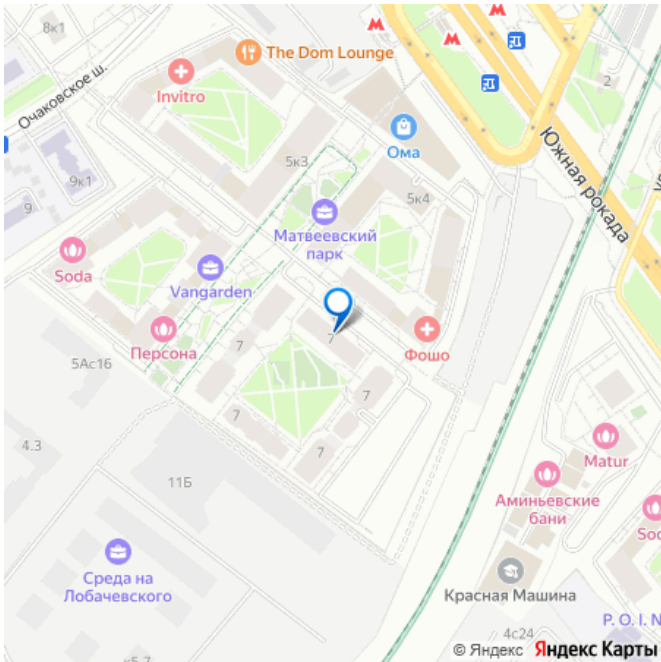 8к1
The Dom Lounge
Invitro
Очаковское ш.
Ома
2
Южная рокада
5к3
9к1
5к4
9
Матвеевский
парк
Soda
Vangarden
Персона
7
7
Фошо
5Ас16
7
7
4.3
11Б
Matur
Аминьевские
бани
Среда на
Лобачевского
Красная Машина
P. O. I. N
4с24
© Яндекс Яндекс Карты